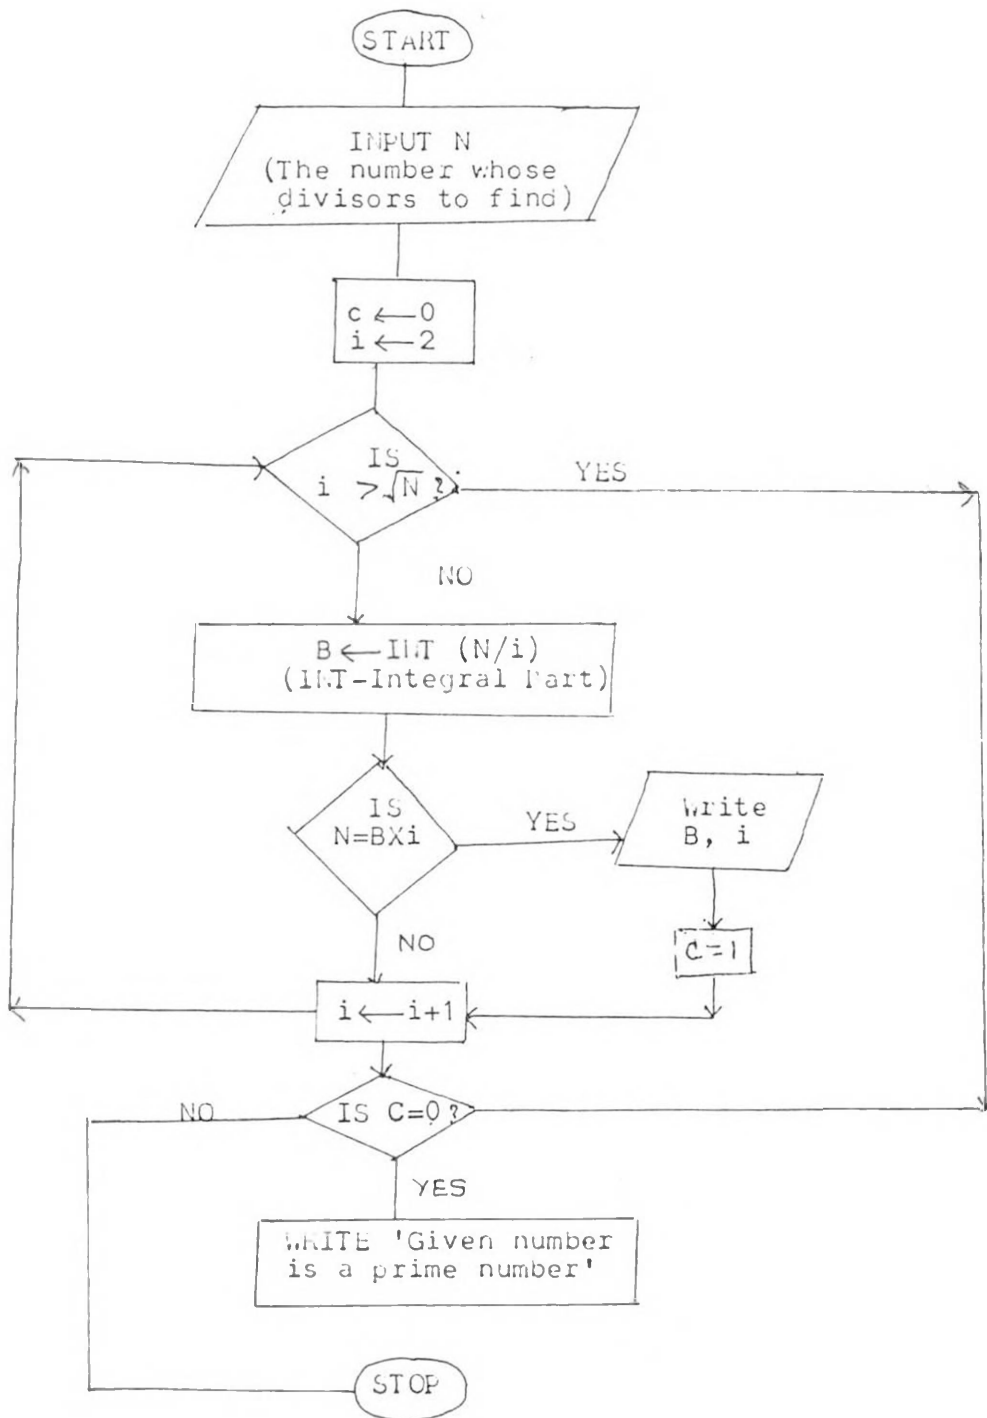 START
INPUT N
(The number whose
divisors to find)
c ← 0
i ← 2
IS
i > √N ?
YES
NO
B ← INT (N/i)
(INT-Integral Part)
IS
N=BXi
YES
Write
B, i
NO
C=1
i ← i+1
NO
IS C=0?
YES
WRITE 'Given number
is a prime number'
STOP